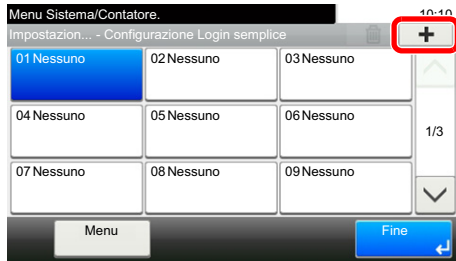 Menu Sistema/Contatore.
10:10
Impostazion... - Configurazione Login semplice
01 Nessuno
02 Nessuno
03 Nessuno
04 Nessuno
05 Nessuno
06 Nessuno
1/3
07 Nessuno
08 Nessuno
09 Nessuno
Menu
Fine